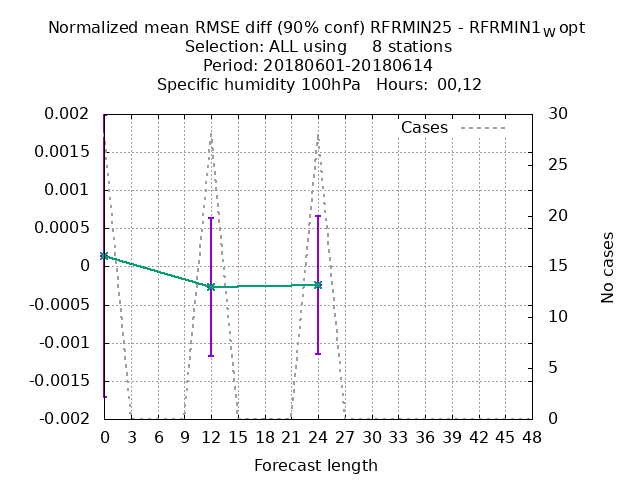 Normalized mean RMSE diff (90% conf) RFRMIN25 - RFRMIN1w opt
Selection: ALL using 8 stations
Period: 20180601-20180614
Specific humidity 100hPa Hours: 00,12
Cases
0.002
0.0015
0.001
0.0005
0
-0.0005
-0.001
-0.0015
-0.002
30
25
20
15
10
5
0
No cases
0 3 6 9 12 15 18 21 24 27 30 33 36 39 42 45 48
Forecast length